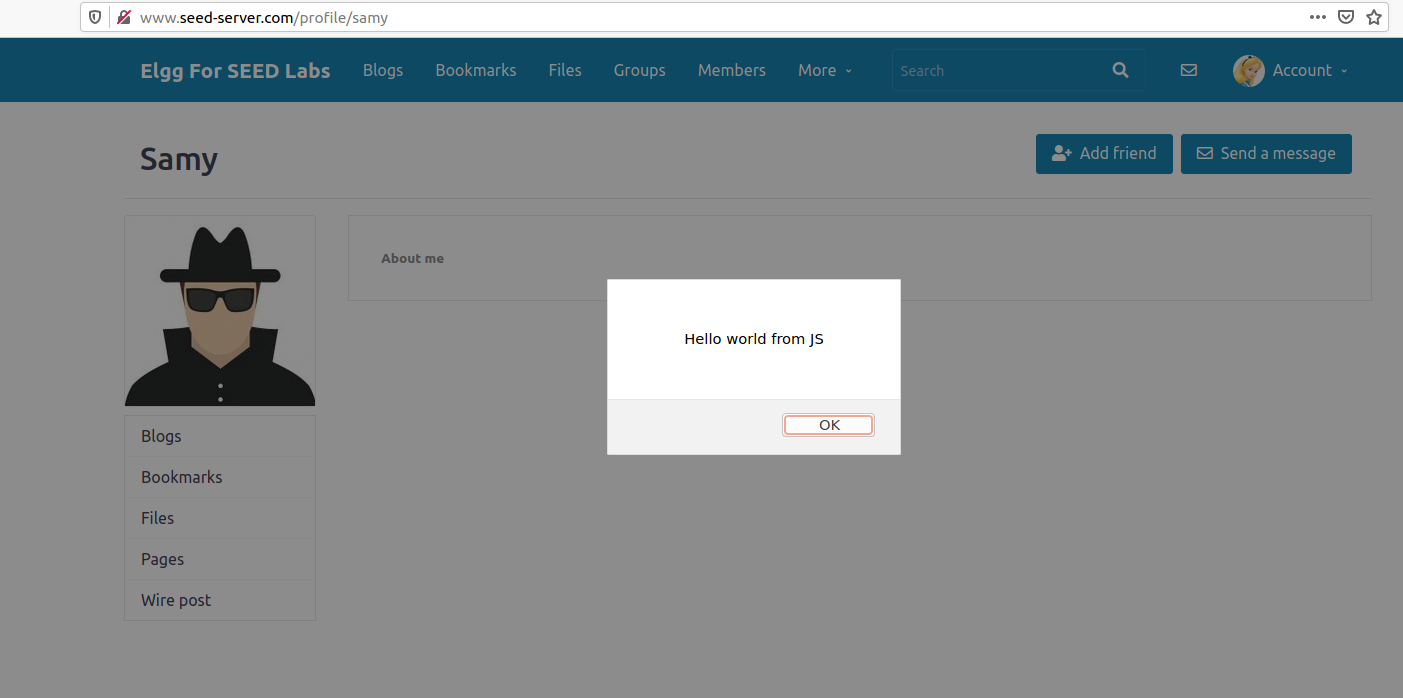 www.seed-server.com/profile/samy
Elgg For SEED Labs Blogs Bookmarks Files Groups Members More Search Account
Samy
Add friend Send a message
About me
Hello world from JS
OK
Blogs
Bookmarks
Files
Pages
Wire post